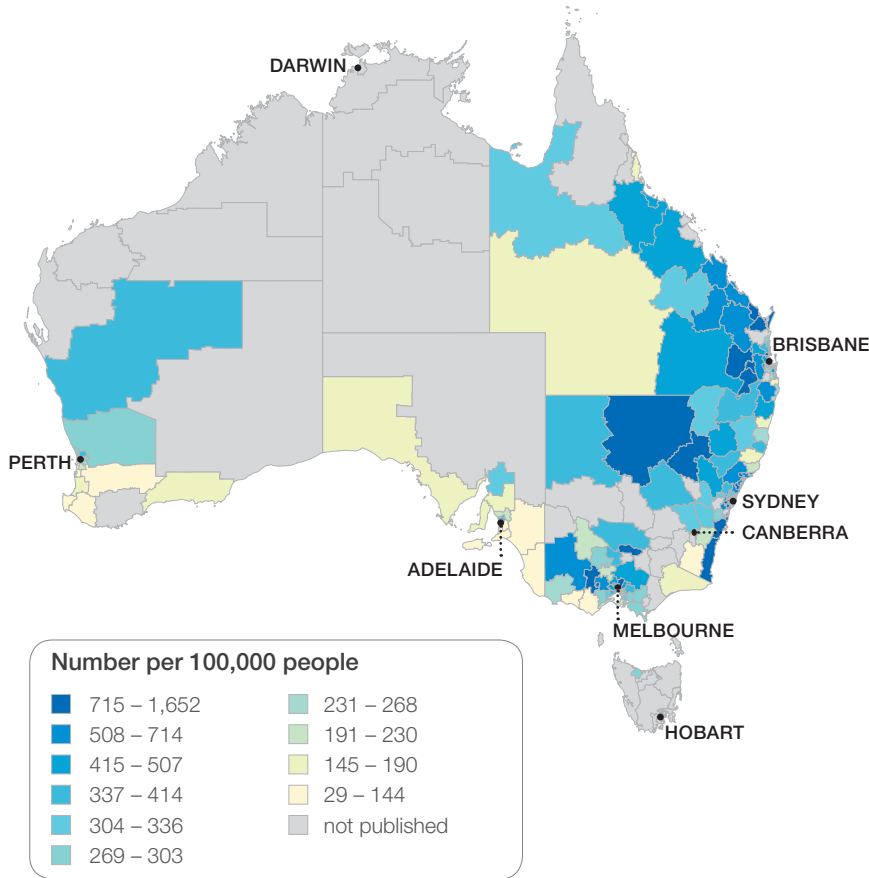 DARWIN
BRISBANE
PERTH
SYDNEY
CANBERRA
ADELAIDE
MELBOURNE
HOBART
Number per 100,000 people
715 – 1,652
508 – 714
415 – 507
337 – 414
304 – 336
269 – 303
231 – 268
191 – 230
145 – 190
29 – 144
not published